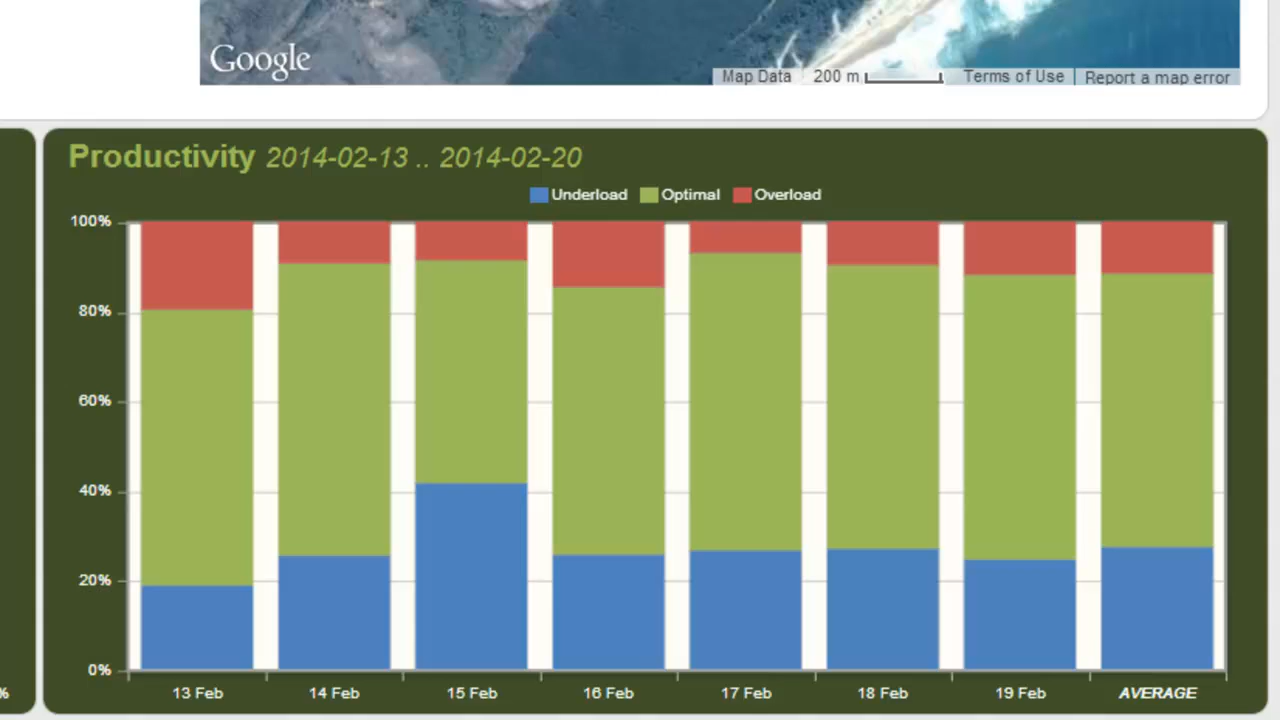 Google
Map Data 200 m Terms of Use Report a map error
Productivity 2014-02-13 .. 2014-02-20
Underload Optimal Overload
100%
80%
60%
40%
20%
0%
%
13 Feb 14 Feb 15 Feb 16 Feb 17 Feb 18 Feb 19 Feb AVERAGE